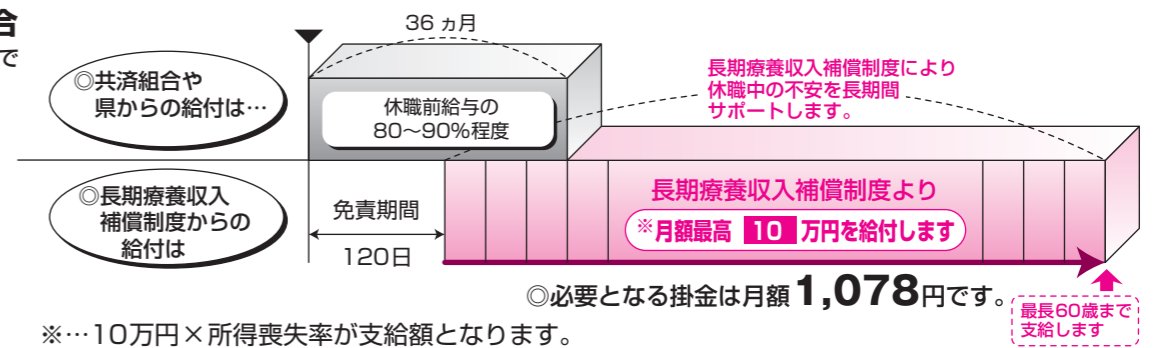 合
で
36 ヵ月
◎共済組合や
県からの給付は…
休職前給与の
80〜90%程度
長期療養収入補償制度により
休職中の不安を長期間
サポートします。
◎長期療養収入
補償制度からの
給付は
免責期間
120日
長期療養収入補償制度より
※月額最高 10 万円を給付します
◎必要となる掛金は月額1,078円です。
最長60歳まで
支給します
※…10万円×所得喪失率が支給額となります。